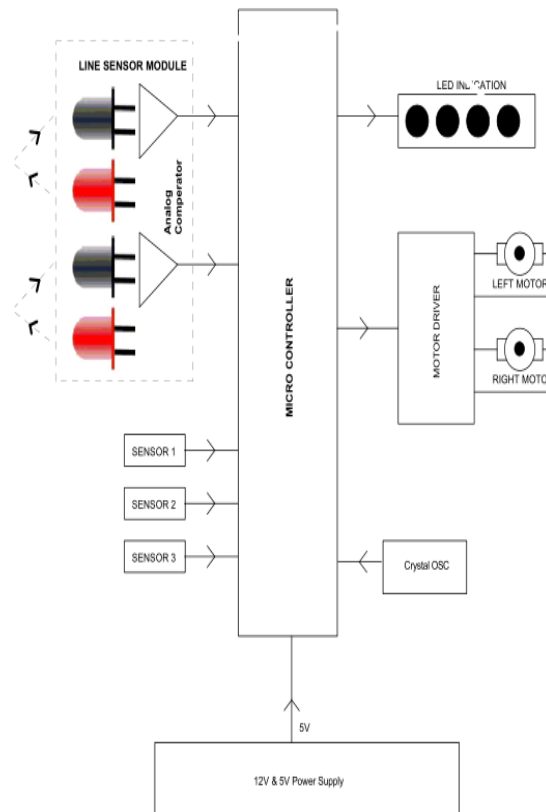 LINE SENSOR MODULE
Analog
Comperator
LED INDICATION
MICRO CONTROLLER
MOTOR DRIVER
LEFT MOTOR
RIGHT MOTO
SENSOR 1
SENSOR 2
SENSOR 3
Crystal OSC
5V
12V & 5V Power Supply